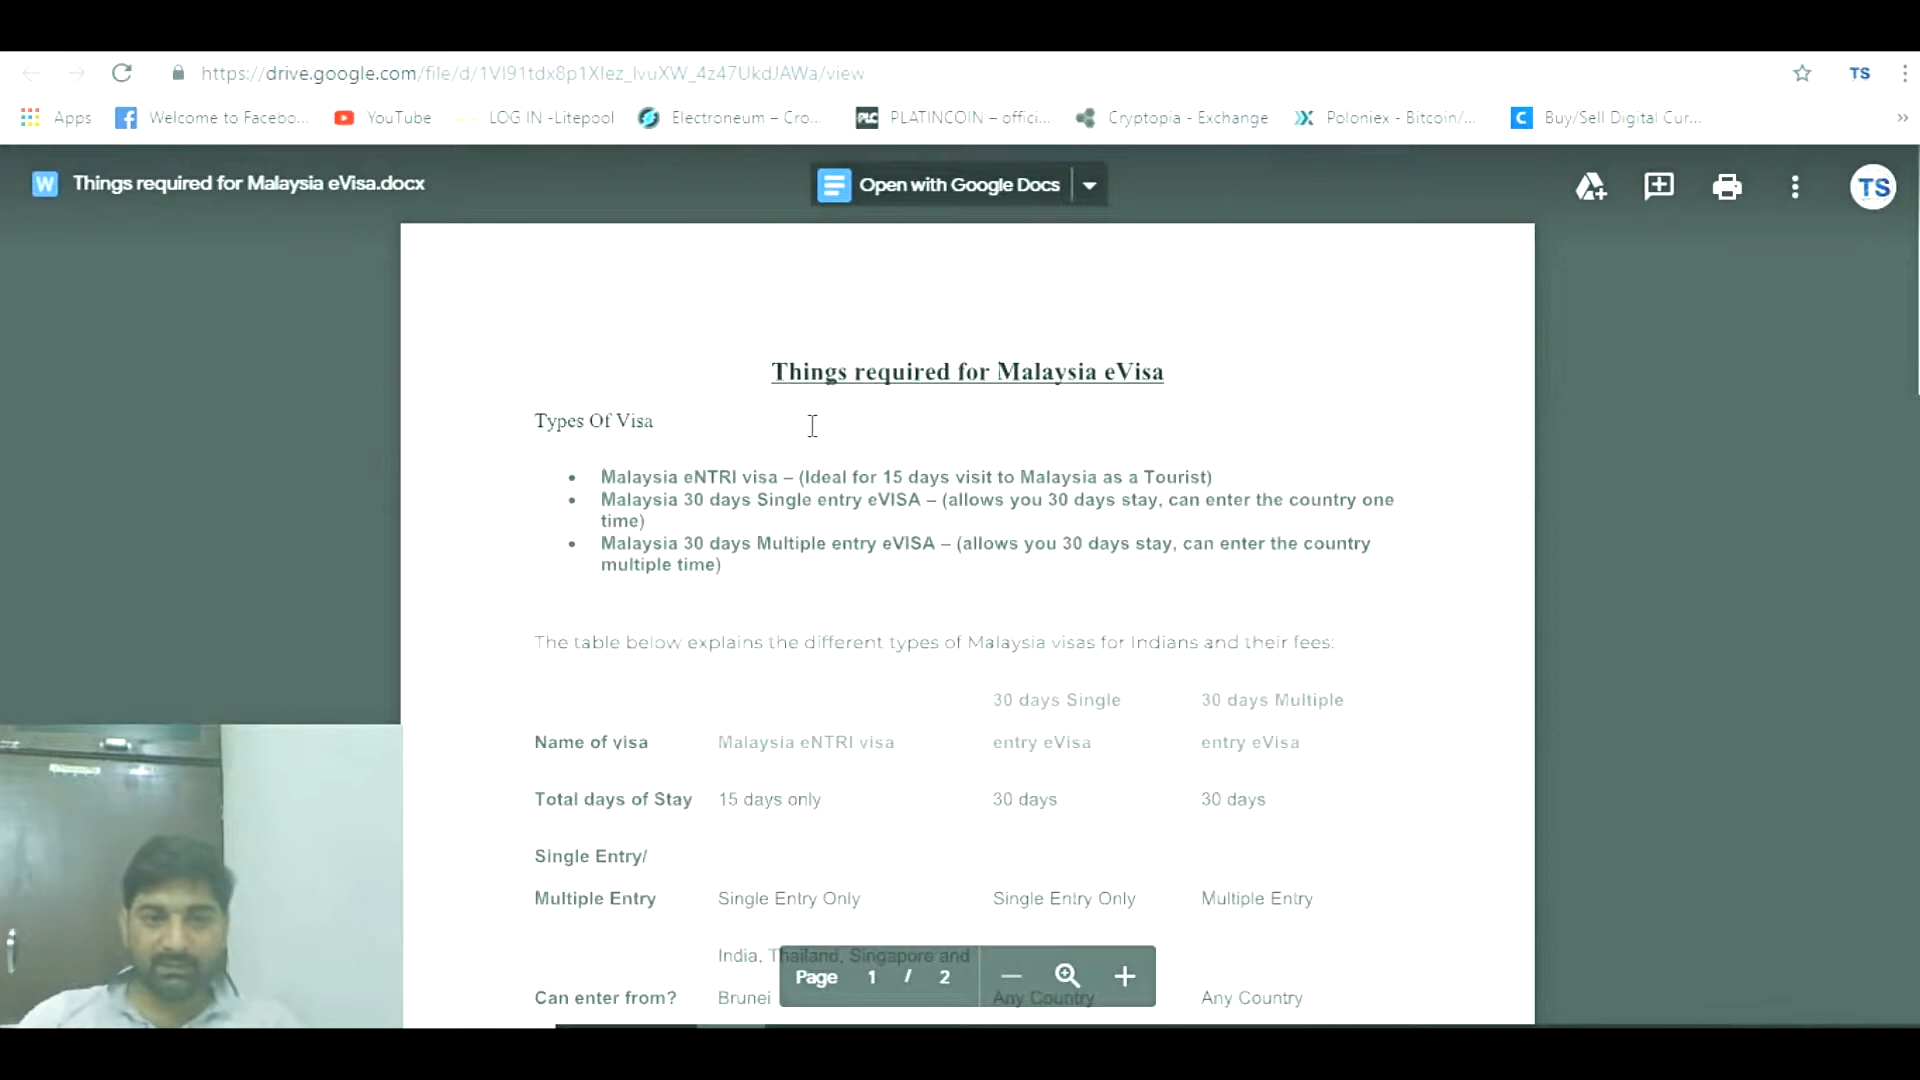 https://drive.google.com/file/d/1Vl91tdx8p1XIez_IvuXW_4z47UkdJAWa/view
TS
Apps
Welcome to Facebo...
YouTube
LOG IN -Litepool
Electroneum – Cro...
PLC
PLATINCOIN – offici...
Cryptopia - Exchange
Poloniex - Bitcoin/...
C
Buy/Sell Digital Cur...
»
W
Things required for Malaysia eVisa.docx
Open with Google Docs
TS
Things required for Malaysia eVisa
Types Of Visa
• Malaysia eNTRI visa – (Ideal for 15 days visit to Malaysia as a Tourist)
• Malaysia 30 days Single entry eVISA – (allows you 30 days stay, can enter the country one
time)
• Malaysia 30 days Multiple entry eVISA – (allows you 30 days stay, can enter the country
multiple time)
The table below explains the different types of Malaysia visas for Indians and their fees:
30 days Single 30 days Multiple
Name of visa Malaysia eNTRI visa entry eVisa entry eVisa
Total days of Stay 15 days only 30 days 30 days
Single Entry/
Multiple Entry Single Entry Only Single Entry Only Multiple Entry
India, Thailand, Singapore and
Can enter from? Brunei Any Country Any Country
Page 1 / 2